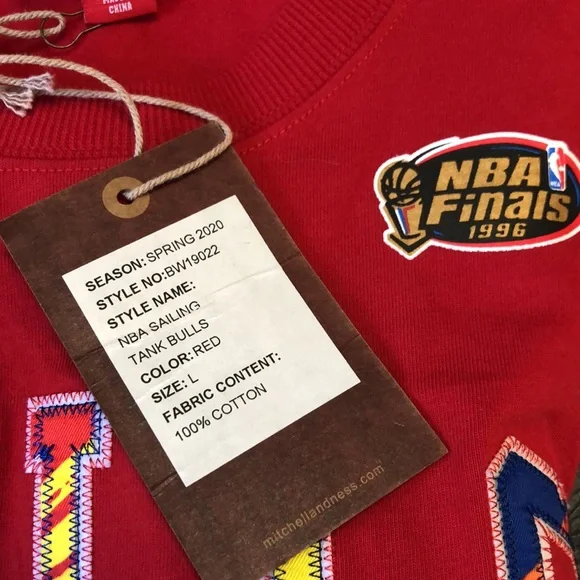 CHINA
SEASON: SPRING 2020
STYLE NO: BW19022
STYLE NAME:
NBA SAILING
TANK BULLS
COLOR: RED
SIZE: L
FABRIC CONTENT:
100% COTTON
mitchellandness.com
NBA
Finals
1996
NBA